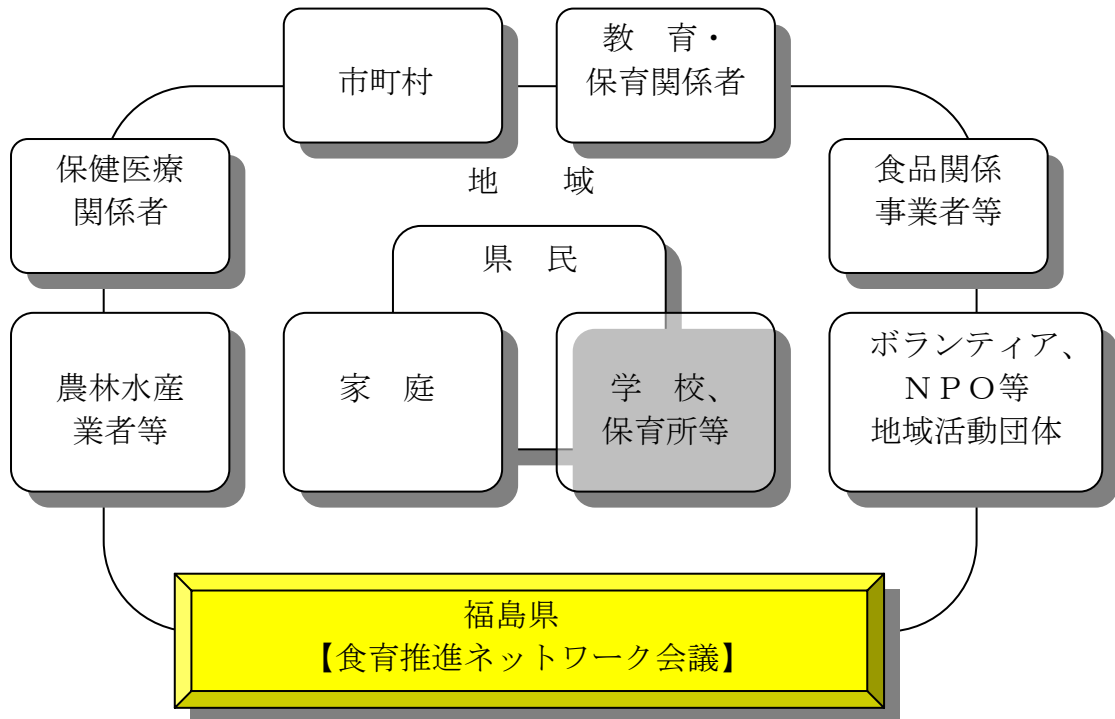 市町村
教　育・
保育関係者
保健医療
関係者
地　域
食品関係
事業者等
県　民
農林水産
業者等
家　庭
学　校、
保育所等
ボランティア、
ＮＰＯ等
地域活動団体
福島県
【食育推進ネットワーク会議】